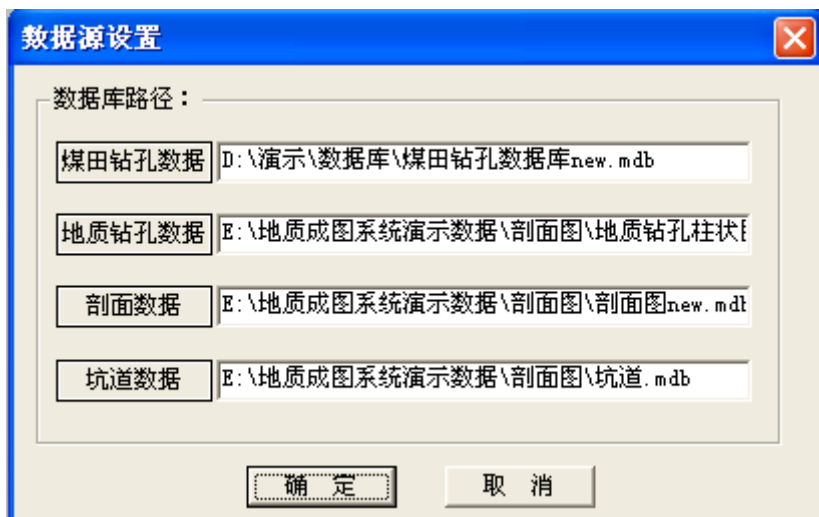 数据源设置
数据库路径：
煤田钻孔数据 D:\演示\数据库\煤田钻孔数据库new.mdb
地质钻孔数据 E:\地质成图系统演示数据\剖面图\地质钻孔柱状
剖面数据 E:\地质成图系统演示数据\剖面图\剖面图new.mdb
坑道数据 E:\地质成图系统演示数据\剖面图\坑道.mdb
确 定 取 消